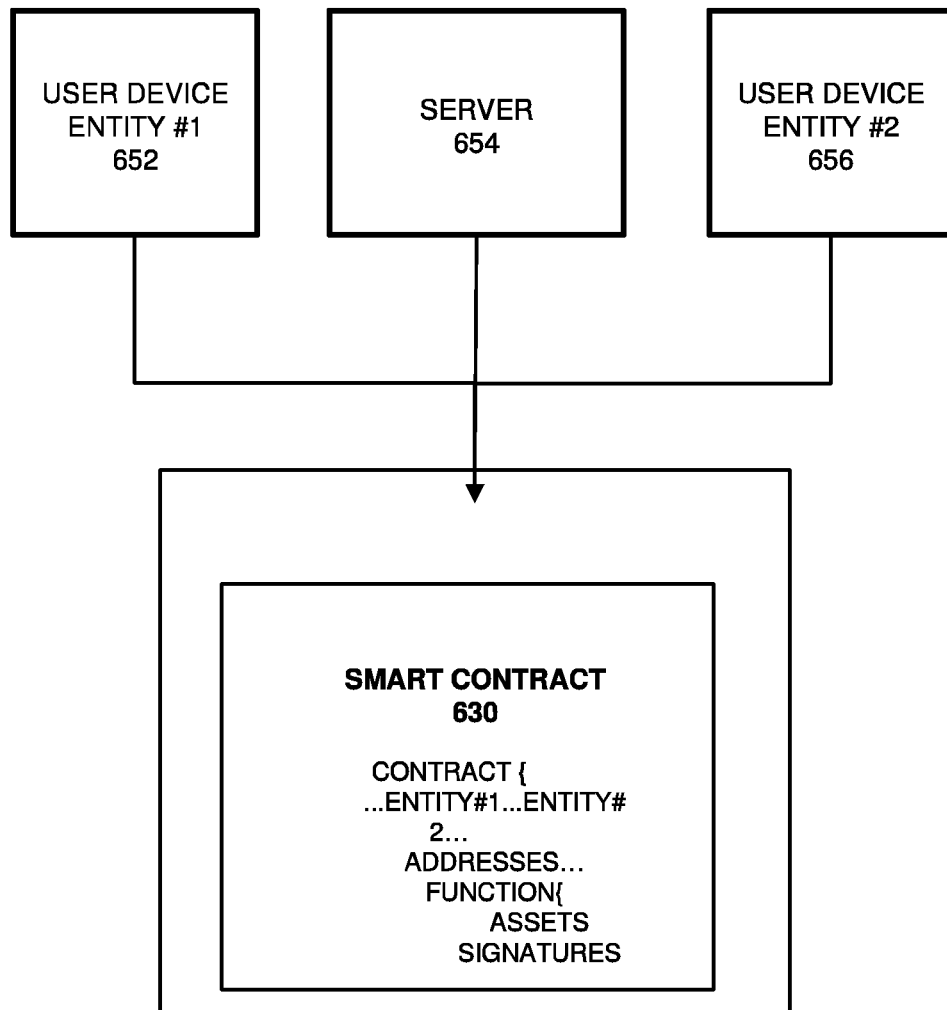 USER DEVICE
ENTITY #1
652
SERVER
654
USER DEVICE
ENTITY #2
656
SMART CONTRACT
630
CONTRACT {
...ENTITY#1...ENTITY#
2...
ADDRESSES...
FUNCTION{
ASSETS
SIGNATURES